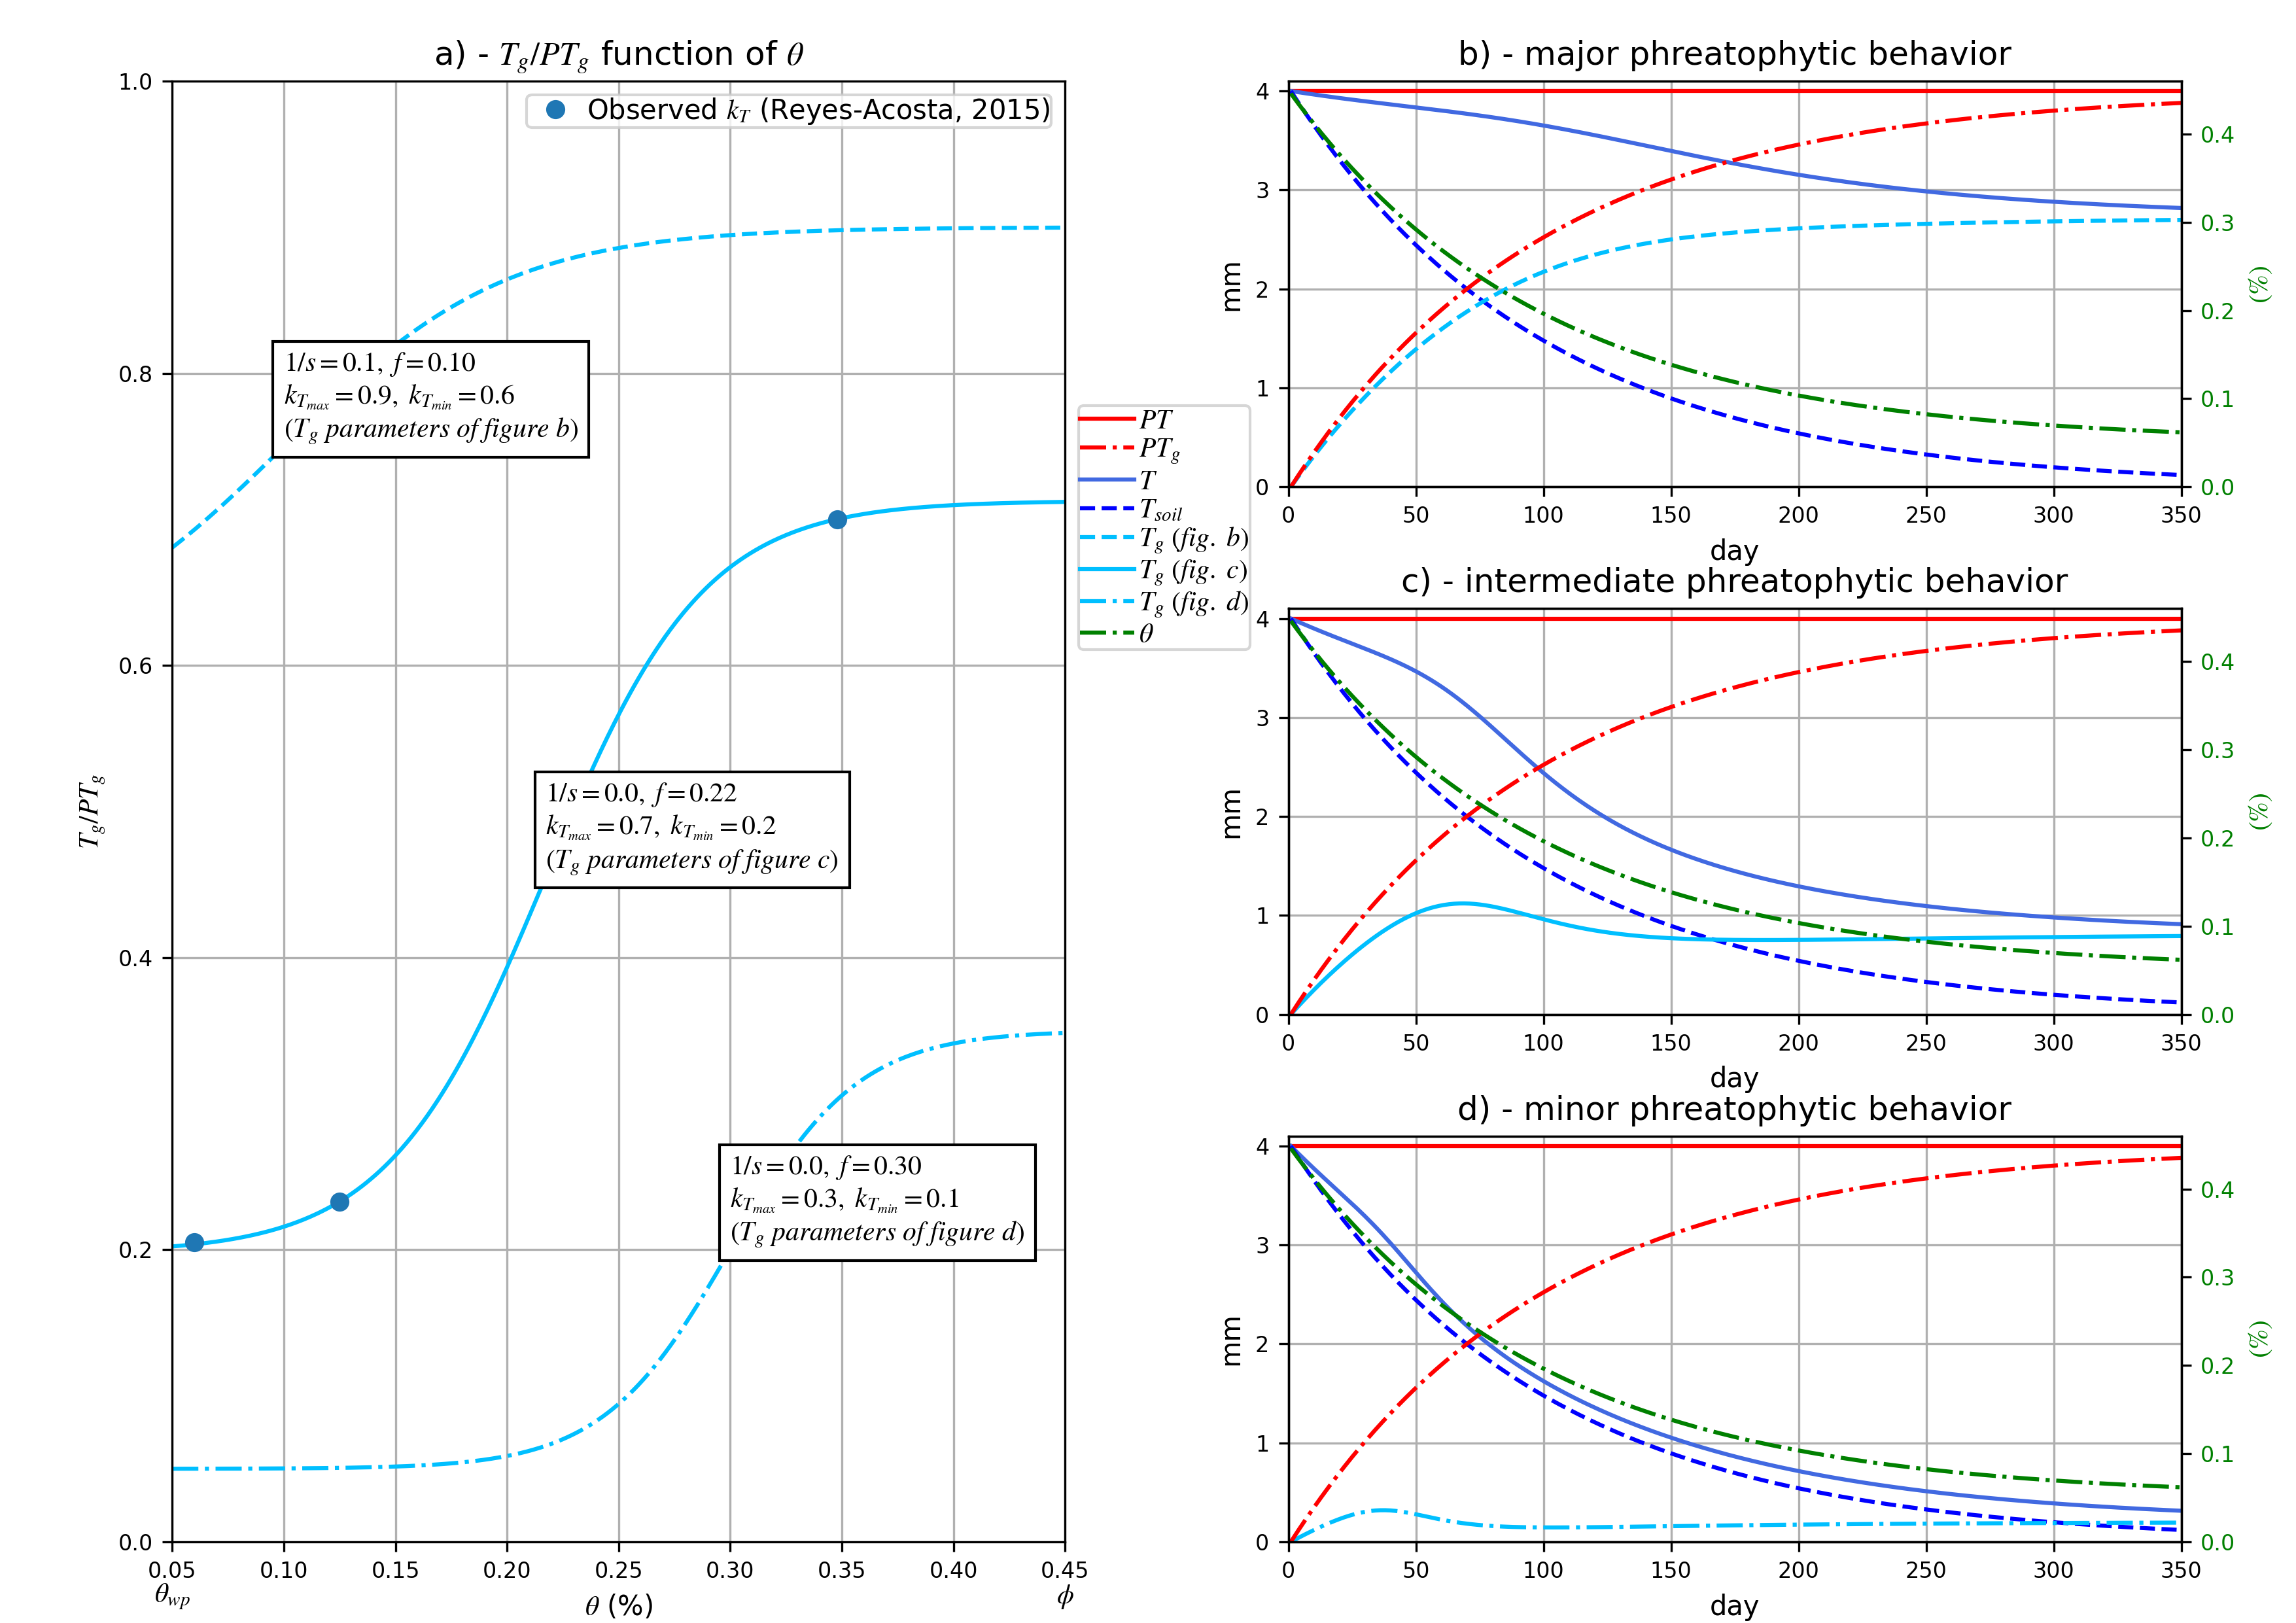 a) - Tg/PTg function of θ
1.0
0.8
0.6
0.4
0.2
0.0
Tg/PTg
Observed kT (Reyes-Acosta, 2015)
1/s = 0.1, f = 0.10
kTmax = 0.9, kTmin = 0.6
(Tg parameters of figure b)
1/s = 0.0, f = 0.22
kTmax = 0.7, kTmin = 0.2
(Tg parameters of figure c)
1/s = 0.0, f = 0.30
kTmax = 0.3, kTmin = 0.1
(Tg parameters of figure d)
0.05 0.10 0.15 0.20 0.25 0.30 0.35 0.40 0.45
θwp ϕ
θ (%)
PT
PTg
T
Tsoil
Tg (fig. b)
Tg (fig. c)
Tg (fig. d)
θ
b) - major phreatophytic behavior
4
3
2
1
0
mm
0.4
0.3
0.2
0.1
0.0
(%)
0 50 100 150 200 250 300 350
day
c) - intermediate phreatophytic behavior
4
3
2
1
0
mm
0.4
0.3
0.2
0.1
0.0
(%)
0 50 100 150 200 250 300 350
day
d) - minor phreatophytic behavior
4
3
2
1
0
mm
0.4
0.3
0.2
0.1
0.0
(%)
0 50 100 150 200 250 300 350
day